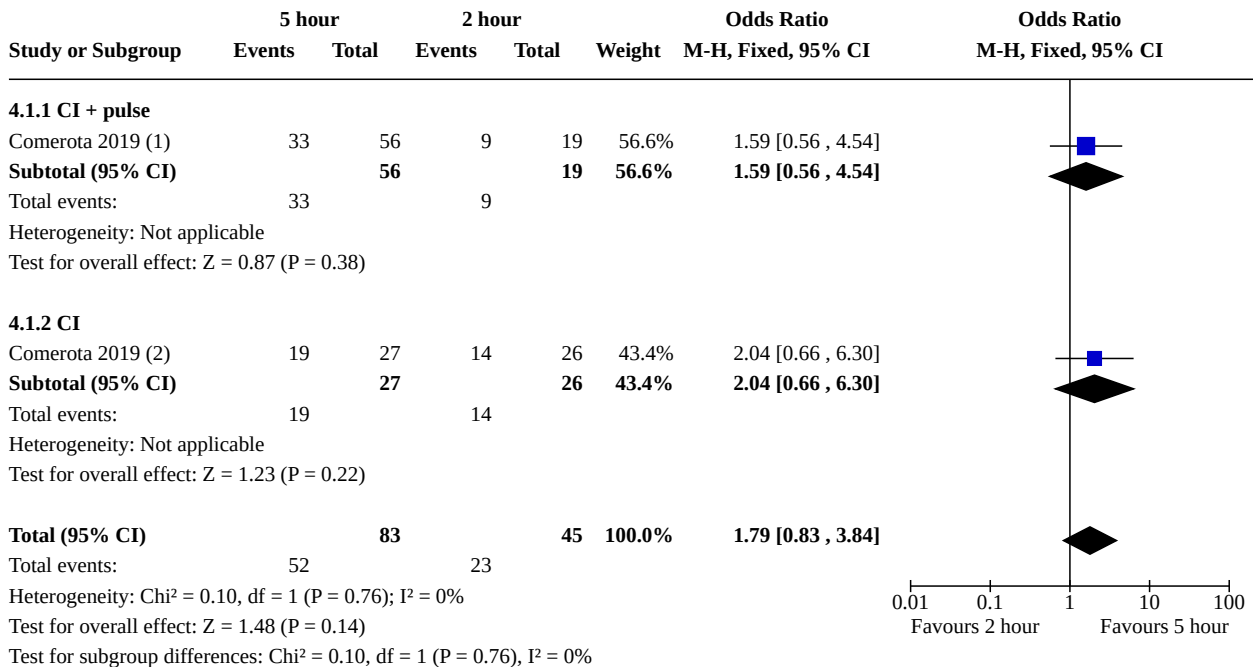 5 hour 2 hour Odds Ratio Odds Ratio
Study or Subgroup Events Total Events Total Weight M-H, Fixed, 95% CI M-H, Fixed, 95% CI
4.1.1 CI + pulse
Comerota 2019 (1) 33 56 9 19 56.6% 1.59 [0.56 , 4.54]
Subtotal (95% CI) 56 19 56.6% 1.59 [0.56 , 4.54]
Total events: 33 9
Heterogeneity: Not applicable
Test for overall effect: Z = 0.87 (P = 0.38)
4.1.2 CI
Comerota 2019 (2) 19 27 14 26 43.4% 2.04 [0.66 , 6.30]
Subtotal (95% CI) 27 26 43.4% 2.04 [0.66 , 6.30]
Total events: 19 14
Heterogeneity: Not applicable
Test for overall effect: Z = 1.23 (P = 0.22)
Total (95% CI) 83 45 100.0% 1.79 [0.83 , 3.84]
Total events: 52 23
Heterogeneity: Chi² = 0.10, df = 1 (P = 0.76); I² = 0%
0.01 0.1 1 10 100
Test for overall effect: Z = 1.48 (P = 0.14)
Favours 2 hour Favours 5 hour
Test for subgroup differences: Chi² = 0.10, df = 1 (P = 0.76), I² = 0%